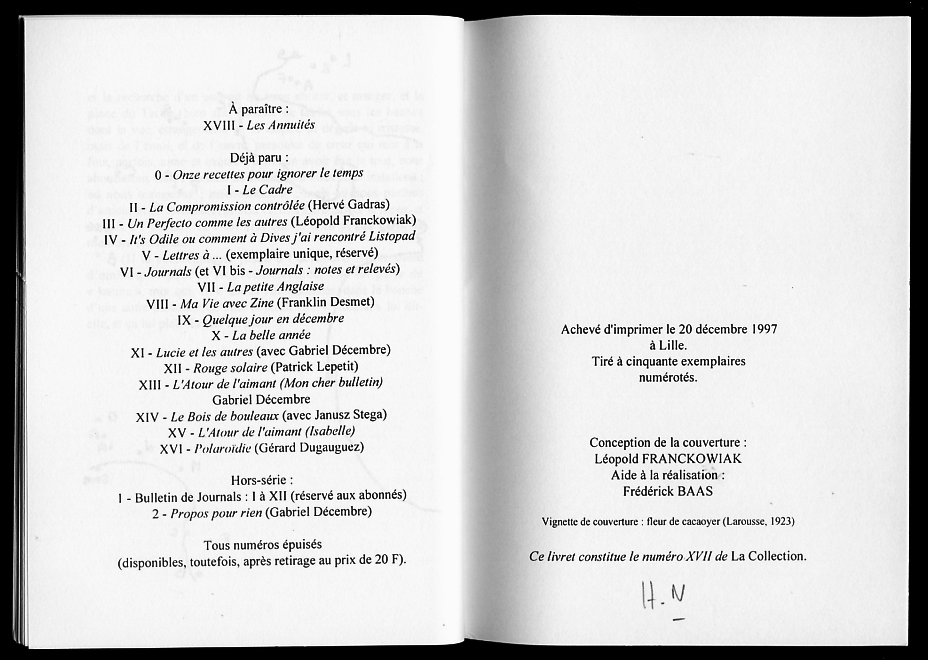 À paraître :
XVIII - Les Annuités
Déjà paru :
0 - Onze recettes pour ignorer le temps
I - Le Cadre
II - La Compromission contrôlée (Hervé Gadras)
III - Un Perfecto comme les autres (Léopold Franckowiak)
IV - It's Odile ou comment à Dives j'ai rencontré Listopad
V - Lettres à ... (exemplaire unique, réservé)
VI - Journals (et VI bis - Journals : notes et relevés)
VII - La petite Anglaise
VIII - Ma Vie avec Zine (Franklin Desmet)
IX - Quelque jour en décembre
X - La belle année
XI - Lucie et les autres (avec Gabriel Décembre)
XII - Rouge solaire (Patrick Lepetit)
XIII - L'Atour de l'aimant (Mon cher bulletin)
Gabriel Décembre
XIV - Le Bois de bouleaux (avec Janusz Stega)
XV - L'Atour de l'aimant (Isabelle)
XVI - Polaroïdie (Gérard Dugauguez)
Hors-série :
1 - Bulletin de Journals : I à XII (réservé aux abonnés)
2 - Propos pour rien (Gabriel Décembre)
Tous numéros épuisés
(disponibles, toutefois, après retirage au prix de 20 F).
Achevé d'imprimer le 20 décembre 1997
à Lille.
Tiré à cinquante exemplaires
numérotés.
Conception de la couverture :
Léopold FRANCKOWIAK
Aide à la réalisation :
Frédérick BAAS
Vignette de couverture : fleur de cacaoyer (Larousse, 1923)
Ce livret constitue le numéro XVII de La Collection.
H.N